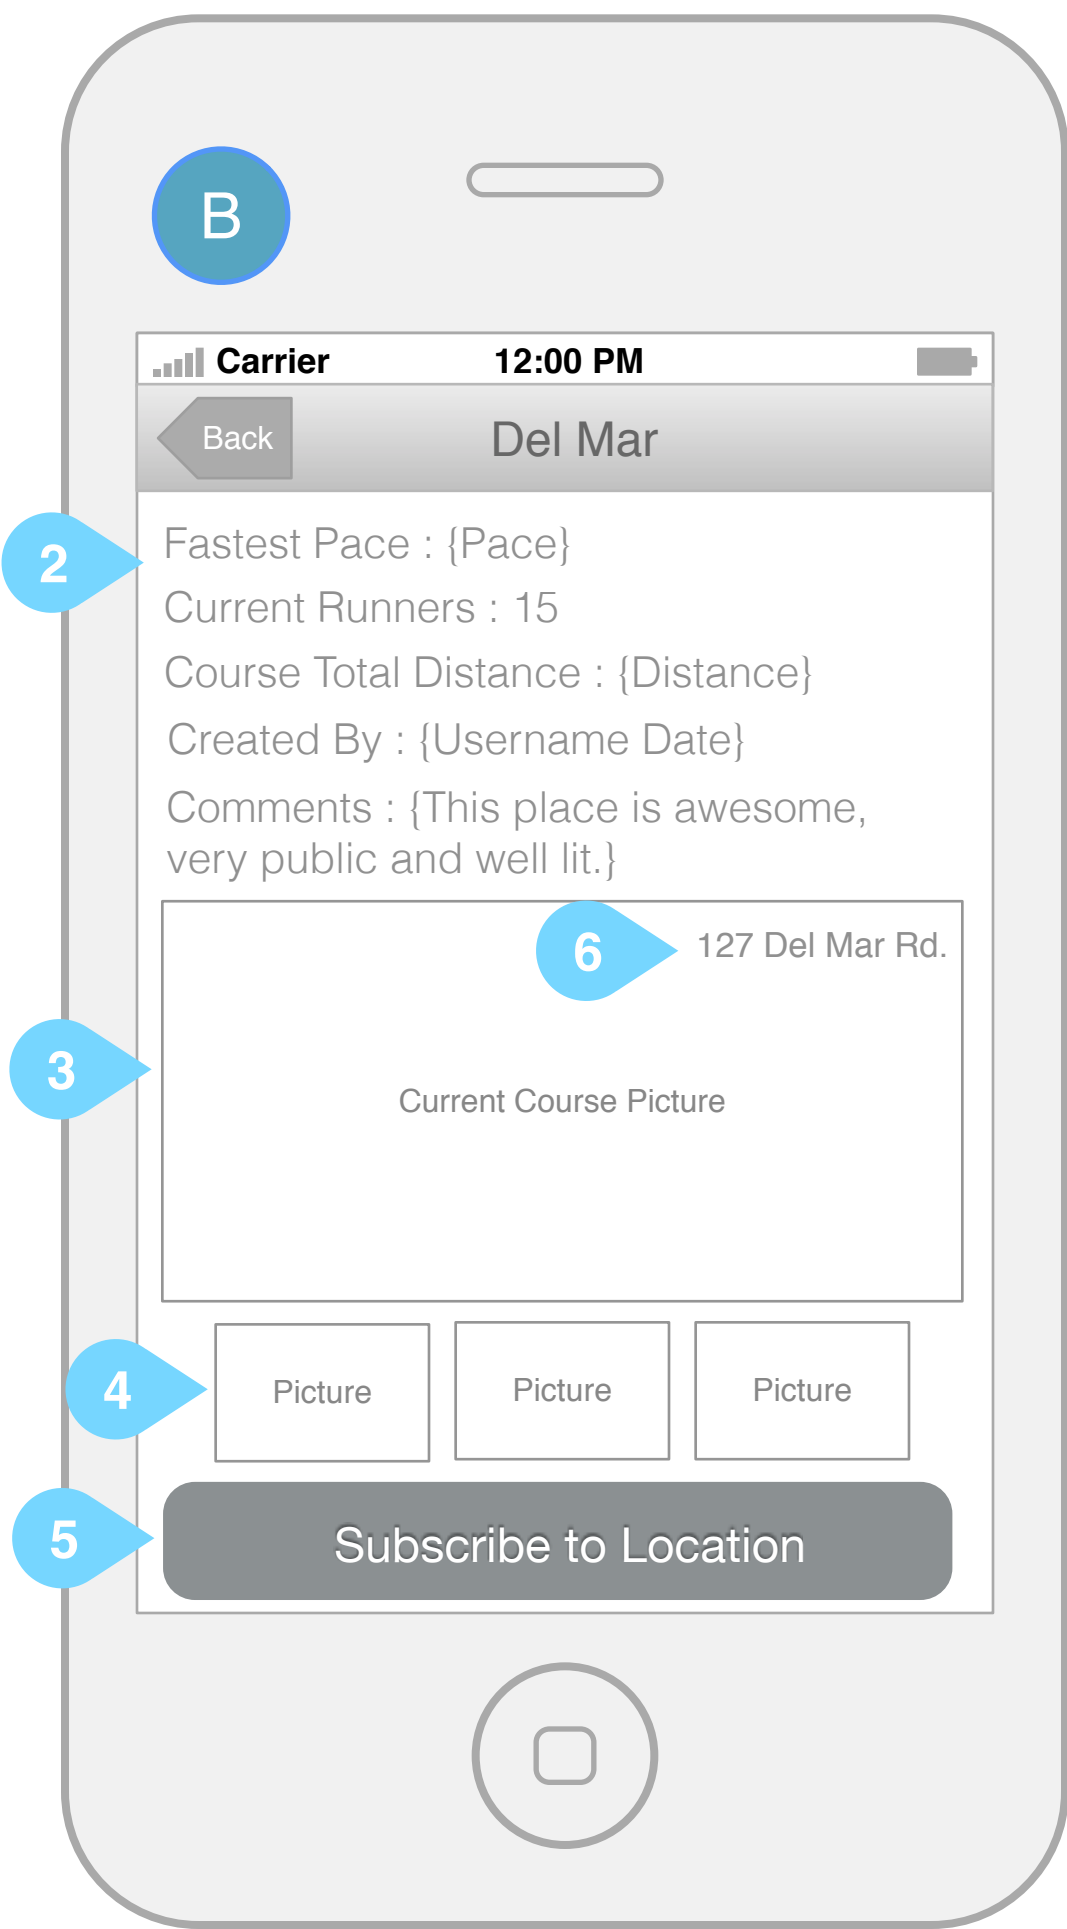 B
Carrier 12:00 PM
Back Del Mar
2
Fastest Pace : {Pace}
Current Runners : 15
Course Total Distance : {Distance}
Created By : {Username Date}
Comments : {This place is awesome,
very public and well lit.}
6 127 Del Mar Rd.
3
Current Course Picture
4
Picture Picture Picture
5
Subscribe to Location